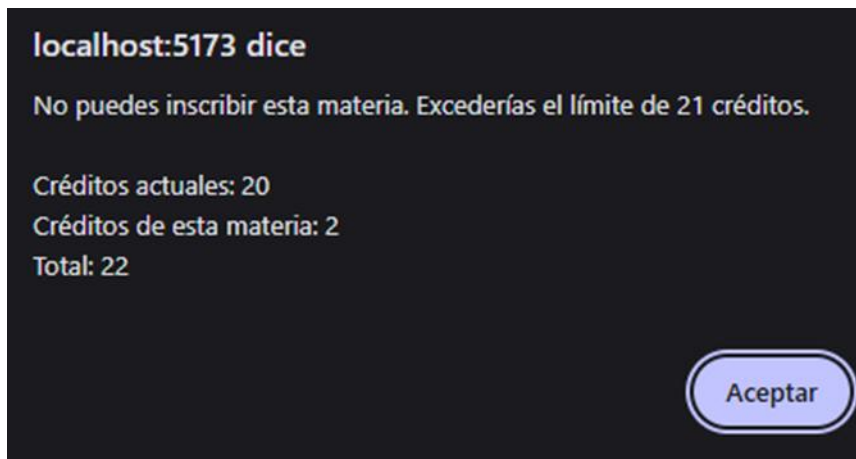 localhost:5173 dice
No puedes inscribir esta materia. Excederías el límite de 21 créditos.
Créditos actuales: 20
Créditos de esta materia: 2
Total: 22
Aceptar